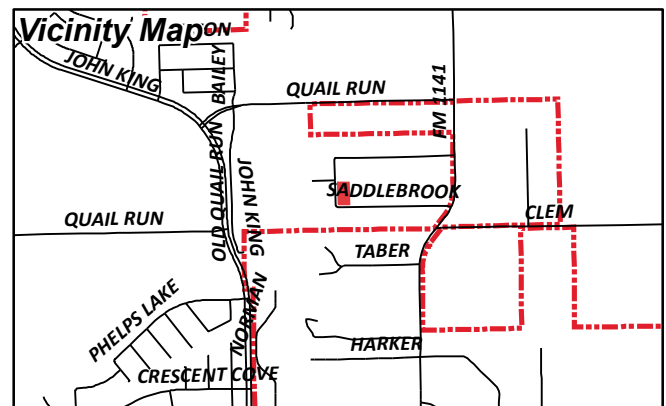 Vicinity Map
ON
JOHN KING
BAILEY
QUAIL RUN
FM 1141
OLD QUAIL RUN
JOHN KING
SADDLEBROOK
QUAIL RUN
CLEM
TABER
NORMAN
PHELPS LAKE
HARKER
CRESCENT COVE